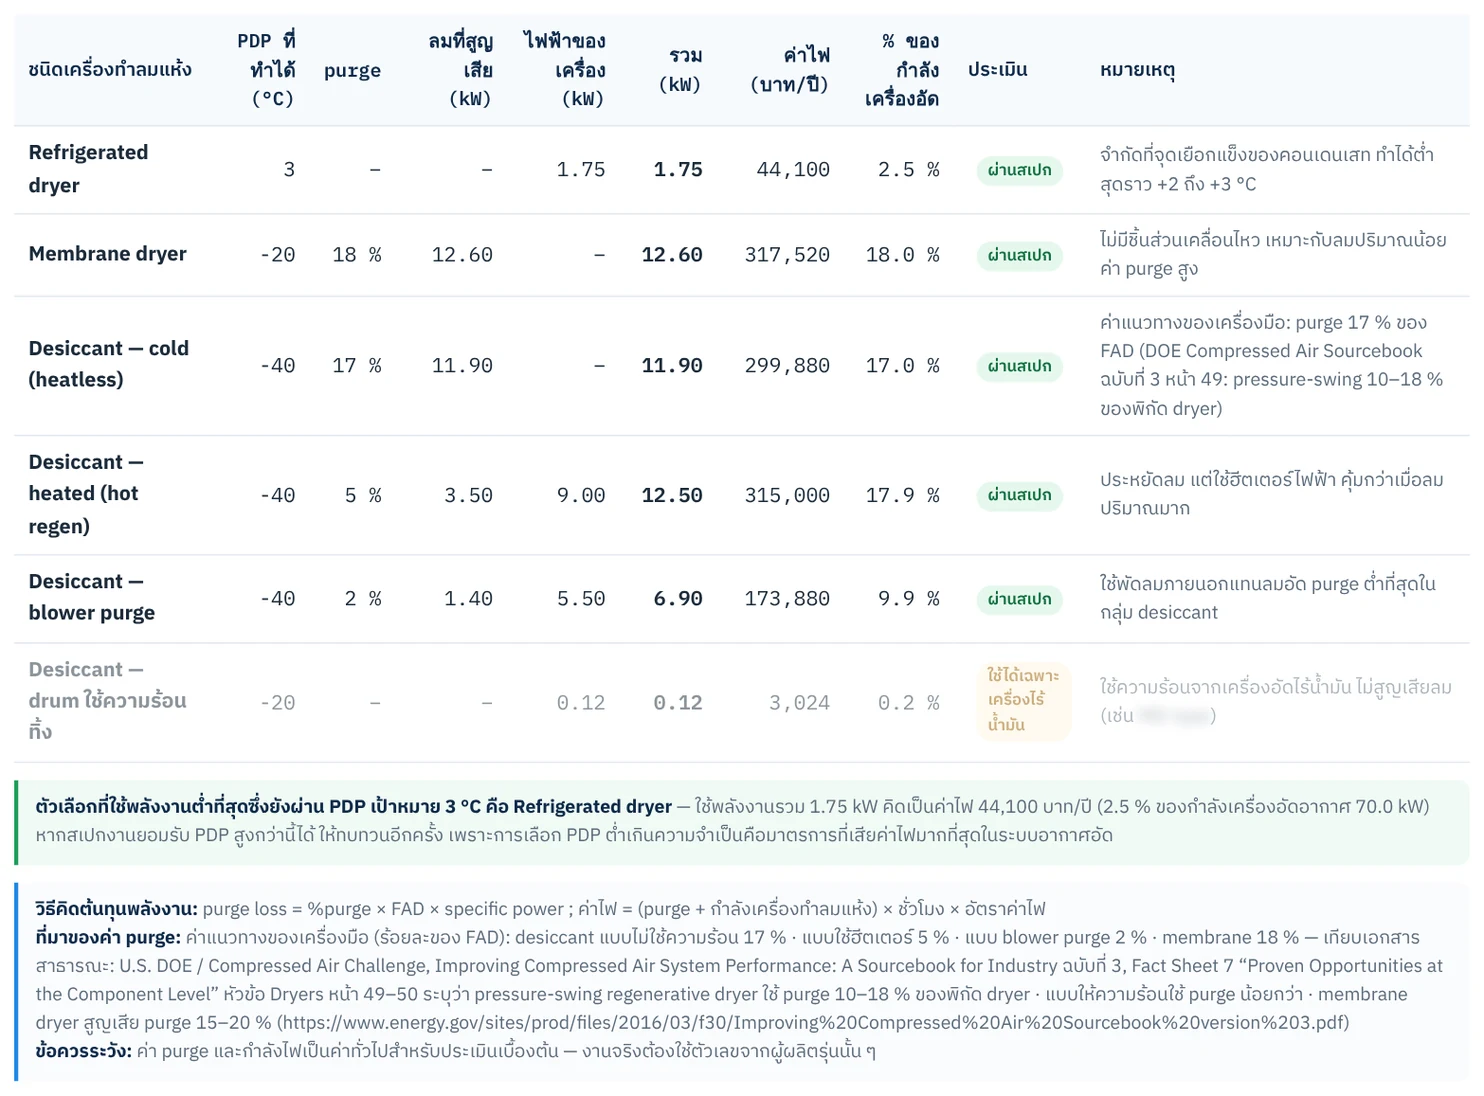 ชนิดเครื่องทำลมแห้ง PDP ที่ทำได้ (°C) purge ลมที่สูญเสีย (kW) ไฟฟ้าของเครื่อง (kW) รวม (kW) ค่าไฟ (บาท/ปี) % ของกำลังเครื่องอัด ประเมิน หมายเหตุ
Refrigerated dryer 3 – – 1.75 1.75 44,100 2.5 % ผ่านสเปก จำกัดที่จุดเยือกแข็งของคอนเดนเสท ทำได้ต่ำสุดราว +2 ถึง +3 °C
Membrane dryer -20 18 % 12.60 – 12.60 317,520 18.0 % ผ่านสเปก ไม่มีชิ้นส่วนเคลื่อนไหว เหมาะกับลมปริมาณน้อย ค่า purge สูง
Desiccant — cold (heatless) -40 17 % 11.90 – 11.90 299,880 17.0 % ผ่านสเปก ค่าแนวทางของเครื่องมือ: purge 17 % ของ FAD (DOE Compressed Air Sourcebook ฉบับที่ 3 หน้า 49: pressure-swing 10–18 % ของพิกัด dryer)
Desiccant — heated (hot regen) -40 5 % 3.50 9.00 12.50 315,000 17.9 % ผ่านสเปก ประหยัดลม แต่ใช้ฮีตเตอร์ไฟฟ้า คุ้มกว่าเมื่อลมปริมาณมาก
Desiccant — blower purge -40 2 % 1.40 5.50 6.90 173,880 9.9 % ผ่านสเปก ใช้พัดลมภายนอกแทนลมอัด purge ต่ำที่สุดในกลุ่ม desiccant
Desiccant — drum ใช้ความร้อนทิ้ง -20 – – 0.12 0.12 3,024 0.2 % ใช้ได้เฉพาะเครื่องไร้น้ำมัน ใช้ความร้อนจากเครื่องอัดไร้น้ำมัน ไม่สูญเสียลม (เช่น )
ตัวเลือกที่ใช้พลังงานต่ำที่สุดซึ่งยังผ่าน PDP เป้าหมาย 3 °C คือ Refrigerated dryer — ใช้พลังงานรวม 1.75 kW คิดเป็นค่าไฟ 44,100 บาท/ปี (2.5 % ของกำลังเครื่องอัดอากาศ 70.0 kW)
หากสเปกงานยอมรับ PDP สูงกว่านี้ได้ ให้ทบทวนอีกครั้ง เพราะการเลือก PDP ต่ำเกินความจำเป็นคือมาตรการที่เสียค่าไฟมากที่สุดในระบบอากาศอัด
วิธีคิดต้นทุนพลังงาน: purge loss = %purge × FAD × specific power ; ค่าไฟ = (purge + กำลังเครื่องทำลมแห้ง) × ชั่วโมง × อัตราค่าไฟ
ที่มาของค่า purge: ค่าแนวทางของเครื่องมือ (ร้อยละของ FAD): desiccant แบบไม่ใช้ความร้อน 17 % · แบบใช้ฮีตเตอร์ 5 % · แบบ blower purge 2 % · membrane 18 % — เทียบเอกสาร
สาธารณะ: U.S. DOE / Compressed Air Challenge, Improving Compressed Air System Performance: A Sourcebook for Industry ฉบับที่ 3, Fact Sheet 7 “Proven Opportunities at
the Component Level” หัวข้อ Dryers หน้า 49–50 ระบุว่า pressure-swing regenerative dryer ใช้ purge 10–18 % ของพิกัด dryer · แบบให้ความร้อนใช้ purge น้อยกว่า · membrane
dryer สูญเสีย purge 15–20 % (https://www.energy.gov/sites/prod/files/2016/03/f30/Improving%20Compressed%20Air%20Sourcebook%20version%203.pdf)
ข้อควรระวัง: ค่า purge และกำลังไฟเป็นค่าทั่วไปสำหรับประเมินเบื้องต้น — งานจริงต้องใช้ตัวเลขจากผู้ผลิตรุ่นนั้น ๆ